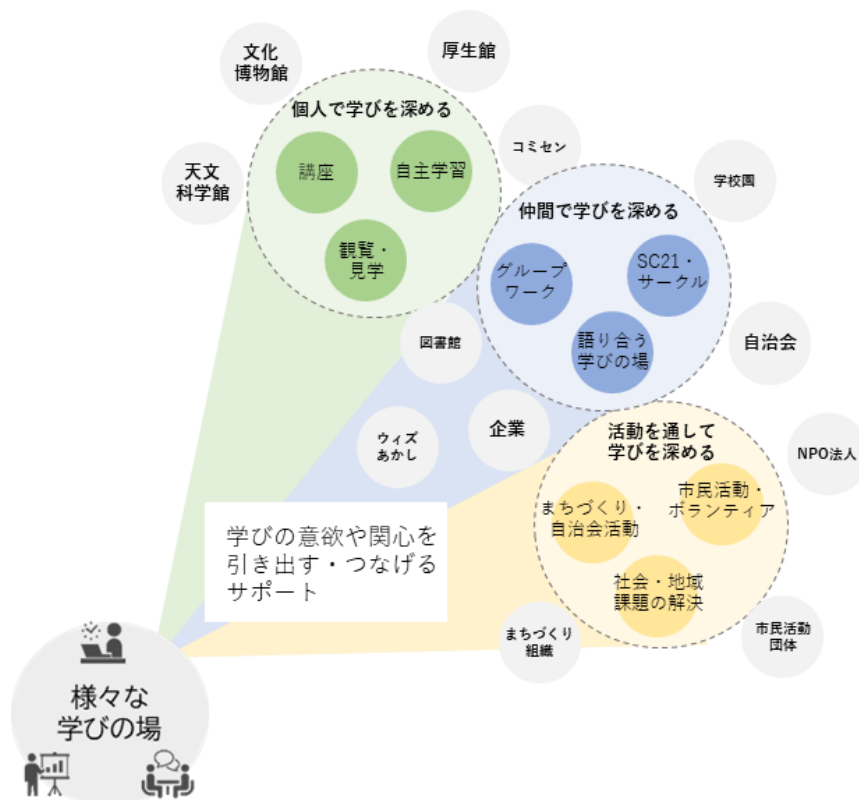 文化
博物館
厚生館
個人で学びを深める
天文
科学館
講座
自主学習
観覧・
見学
コミセン
学校園
仲間で学びを深める
グループ
ワーク
SC21・
サークル
語り合う
学びの場
図書館
自治会
ウィズ
あかし
企業
活動を通して
学びを深める
NPO法人
まちづくり・
自治会活動
市民活動・
ボランティア
社会・地域
課題の解決
まちづくり
組織
市民活動
団体
学びの意欲や関心を
引き出す・つなげる
サポート
様々な
学びの場